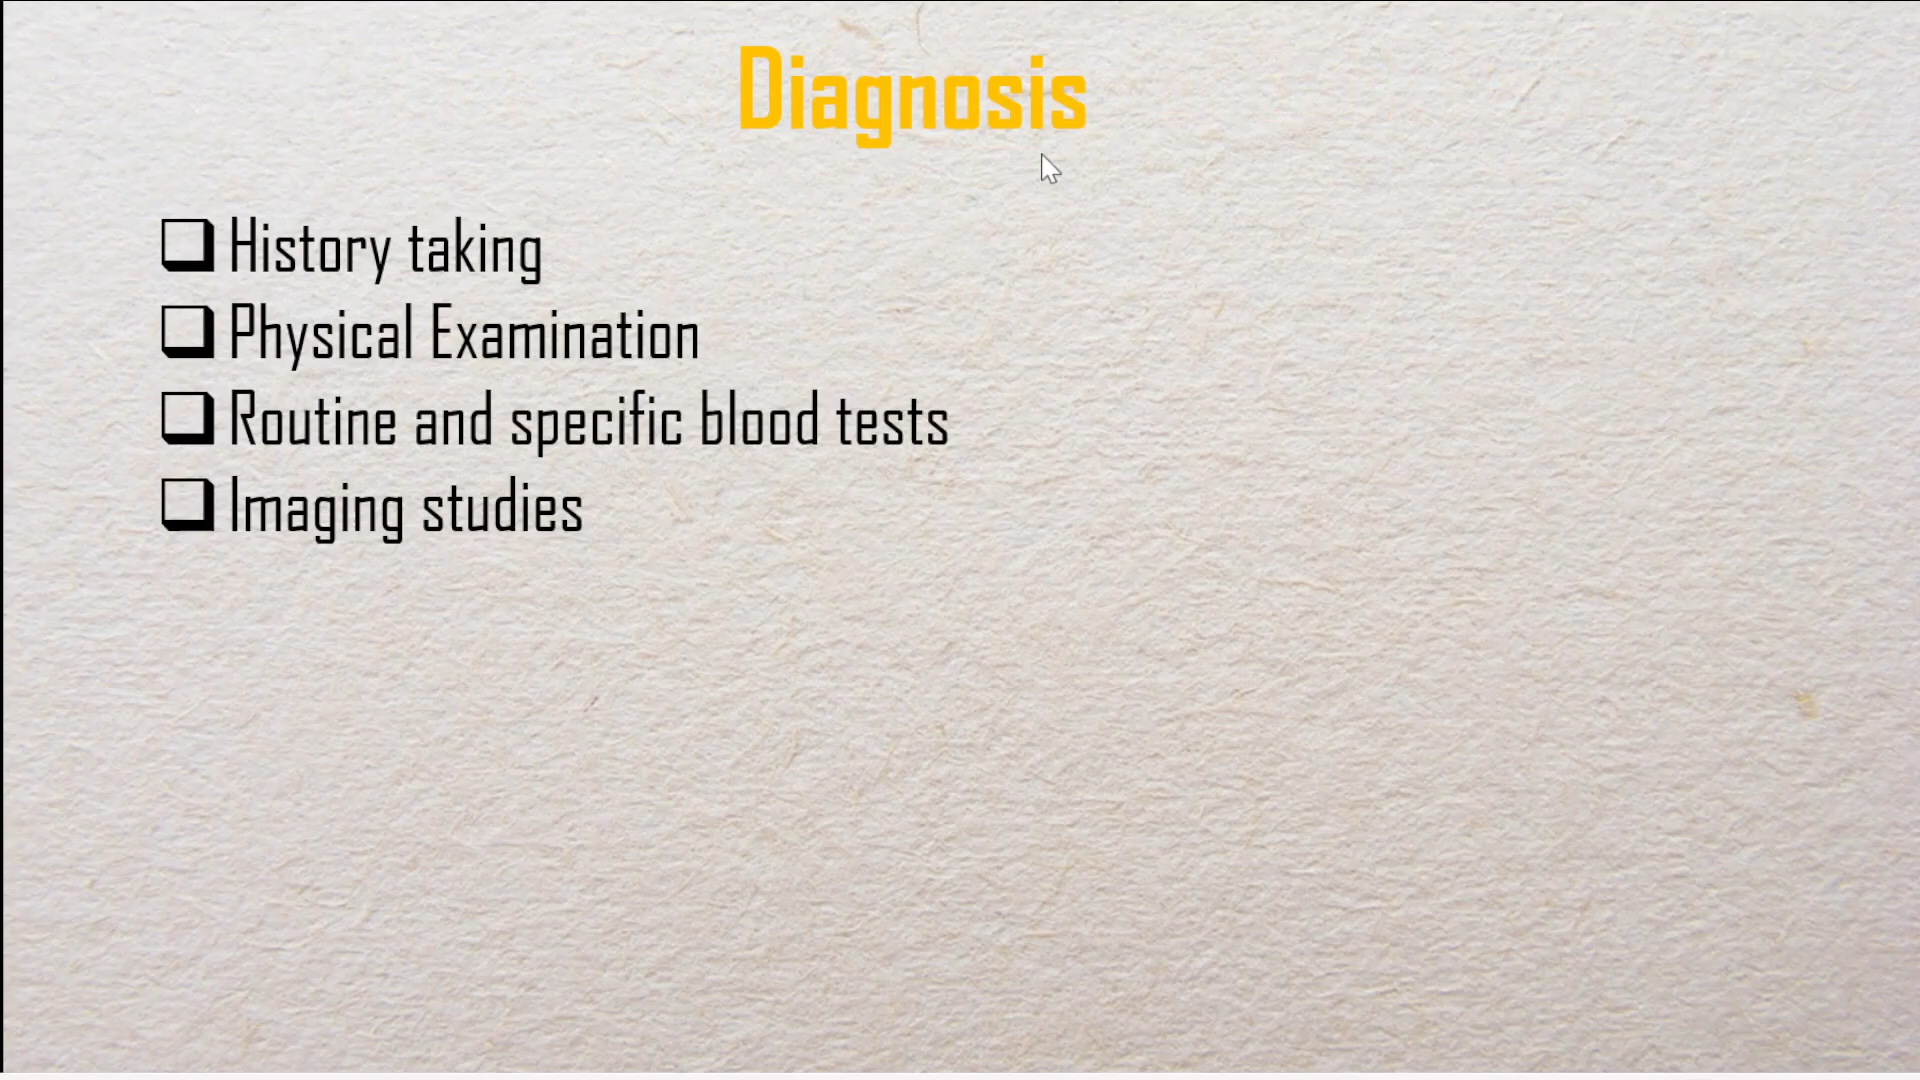 Diagnosis
History taking
Physical Examination
Routine and specific blood tests
Imaging studies